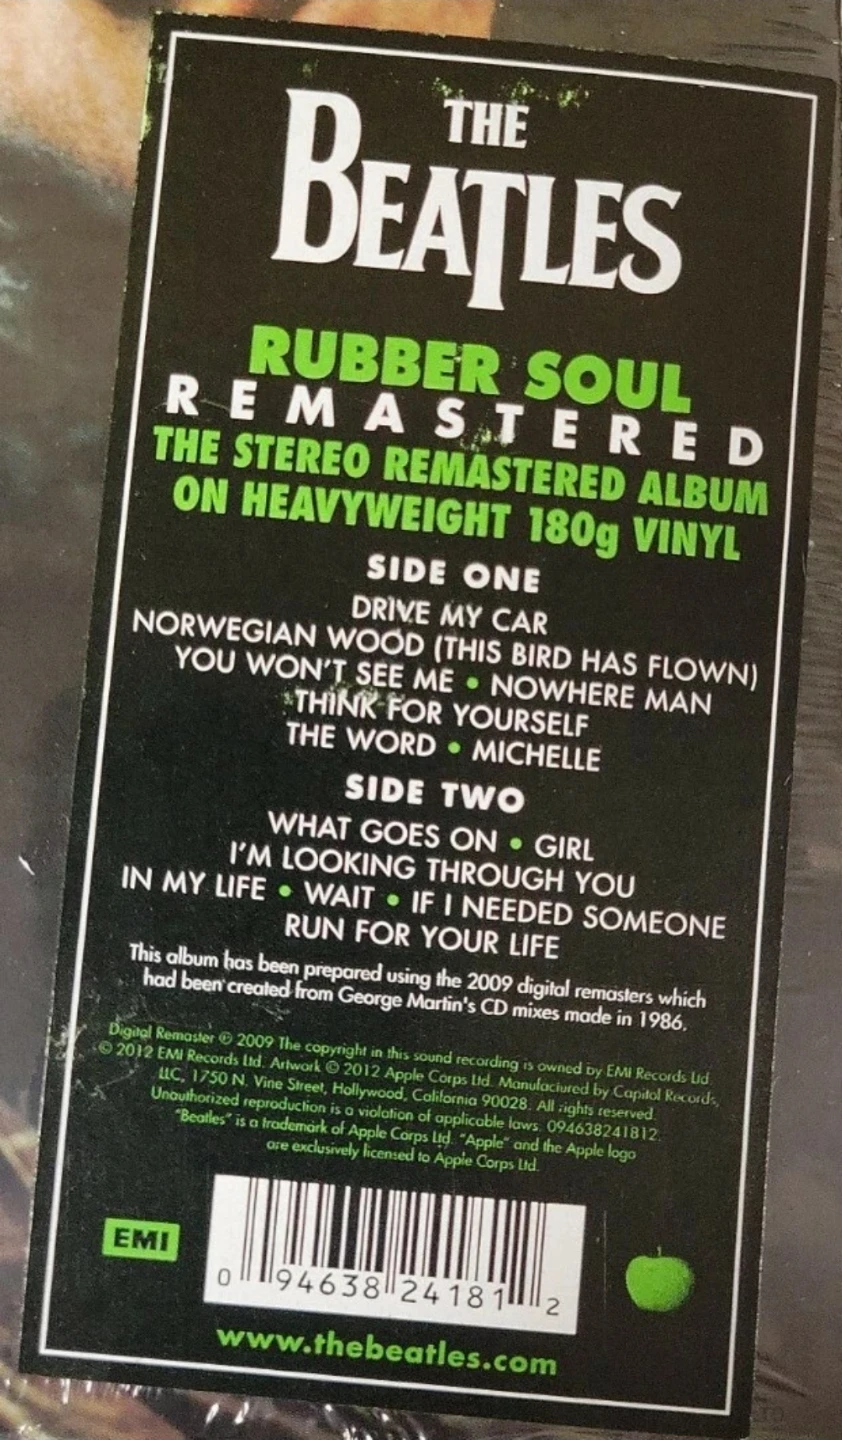 THE
BEATLES
RUBBER SOUL
REMASTERED
THE STEREO REMASTERED ALBUM
ON HEAVYWEIGHT 180g VINYL
SIDE ONE
DRIVE MY CAR
NORWEGIAN WOOD (THIS BIRD HAS FLOWN)
YOU WON'T SEE ME • NOWHERE MAN
THINK FOR YOURSELF
THE WORD • MICHELLE
SIDE TWO
WHAT GOES ON • GIRL
I'M LOOKING THROUGH YOU
IN MY LIFE • WAIT • IF I NEEDED SOMEONE
RUN FOR YOUR LIFE
This album has been prepared using the 2009 digital remasters which
had been created from George Martin's CD mixes made in 1986.
Digital Remaster ℗ 2009 The copyright in this sound recording is owned by EMI Records Ltd
© 2012 EMI Records Ltd. Artwork © 2012 Apple Corps Ltd. Manufactured by Capitol Records,
LLC, 1750 N. Vine Street, Hollywood, California 90028. All rights reserved.
Unauthorized reproduction is a violation of applicable laws. 094638241812.
"Beatles" is a trademark of Apple Corps Ltd. "Apple" and the Apple logo
are exclusively licensed to Apple Corps Ltd.
EMI
0 94638 24181 2
www.thebeatles.com